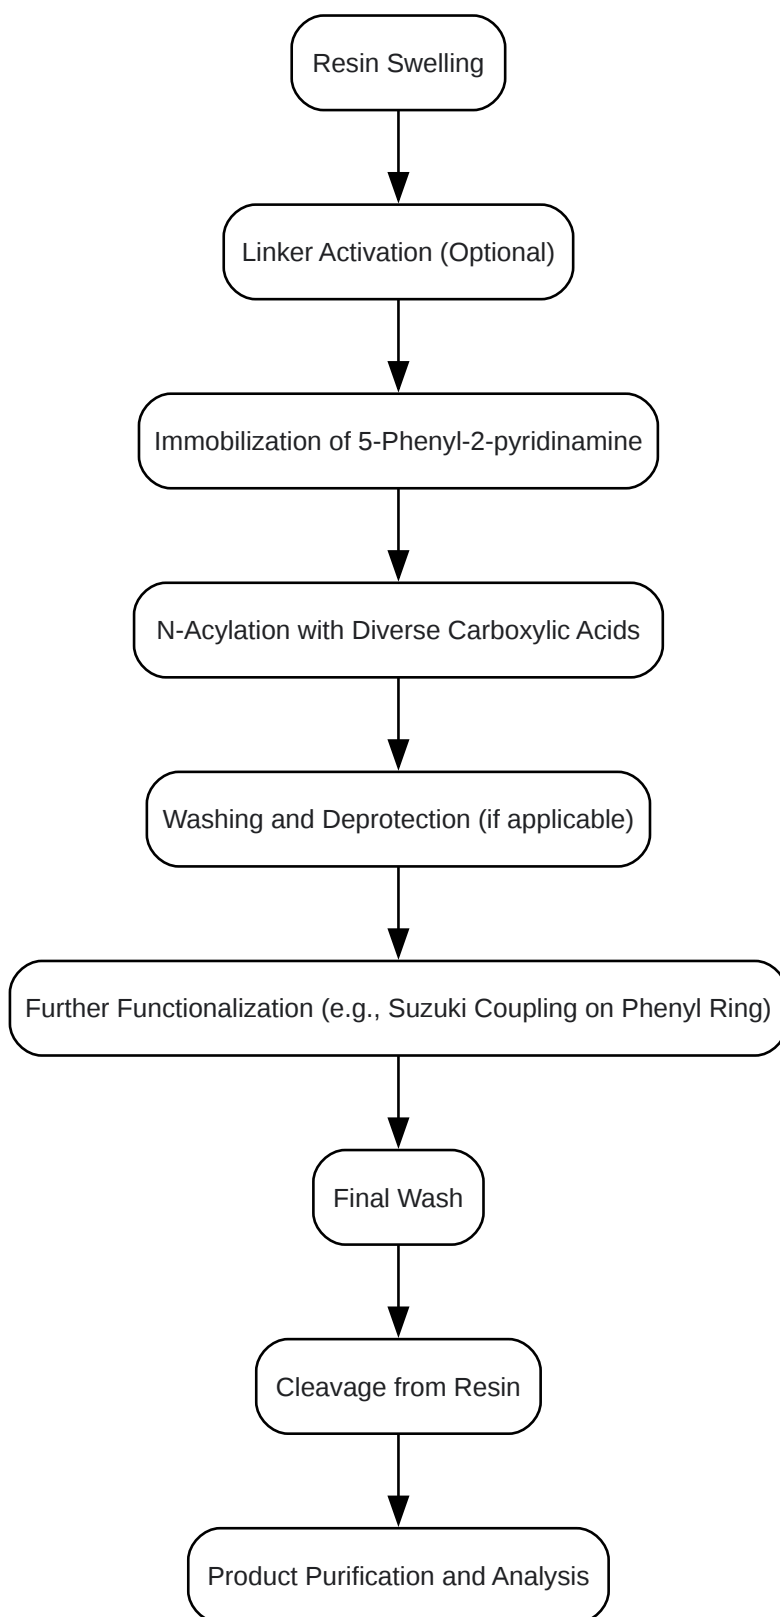 Resin Swelling
Linker Activation (Optional)
Immobilization of 5-Phenyl-2-pyridinamine
N-Acylation with Diverse Carboxylic Acids
Washing and Deprotection (if applicable)
Further Functionalization (e.g., Suzuki Coupling on Phenyl Ring)
Final Wash
Cleavage from Resin
Product Purification and Analysis